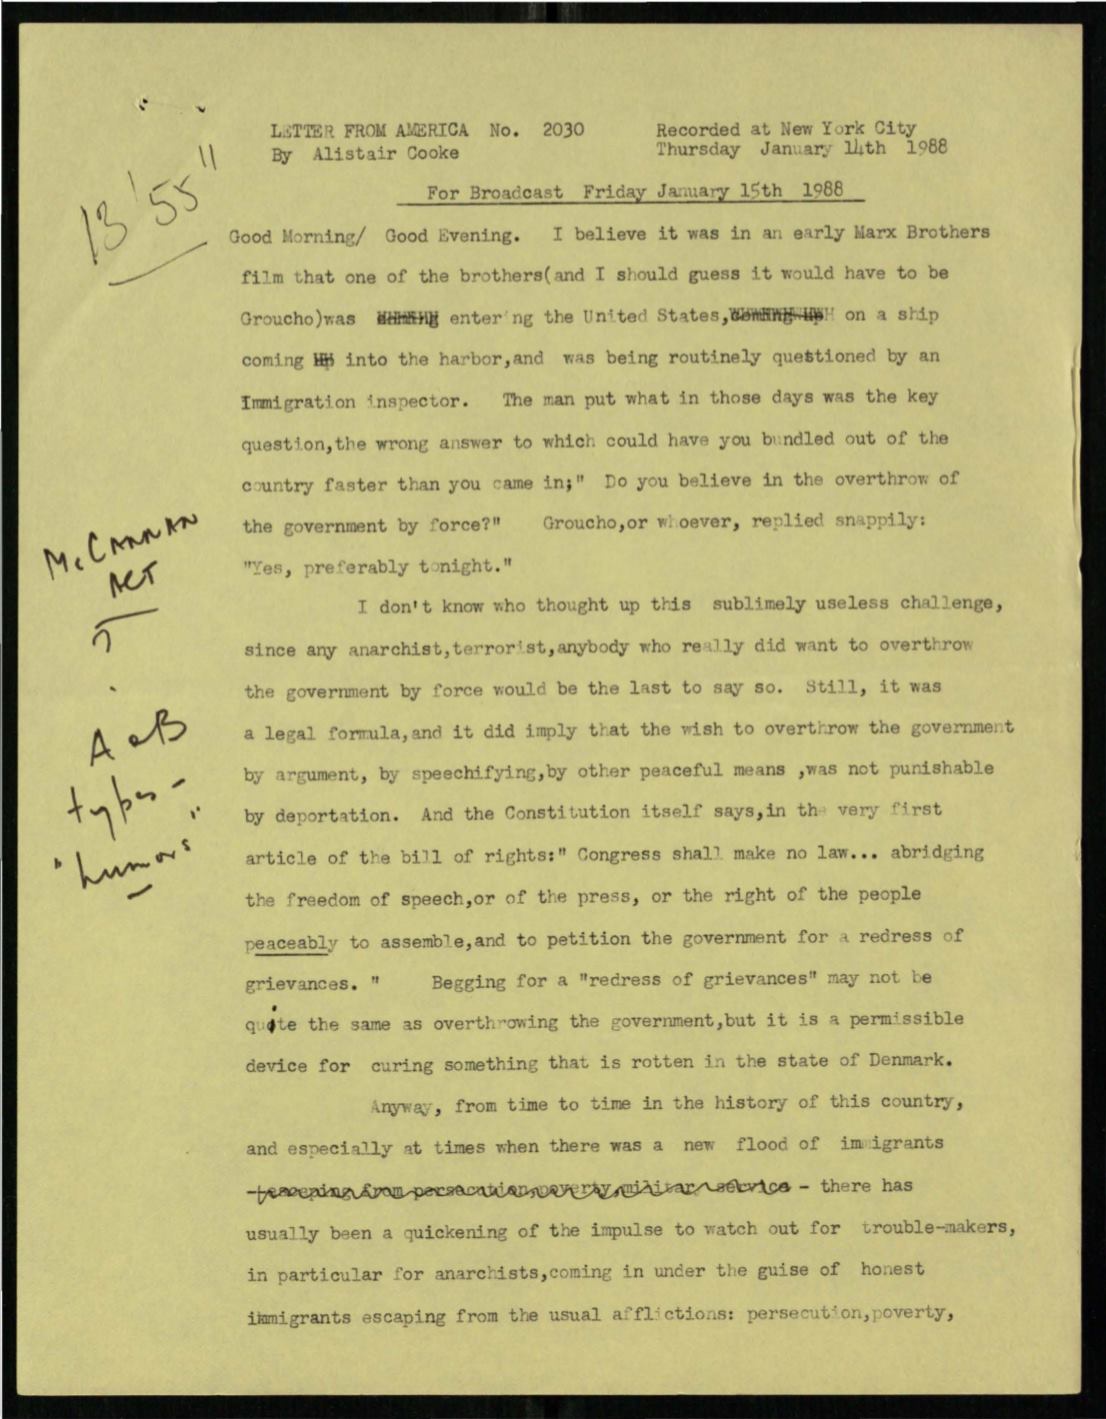 LETTER FROM AMERICA No. 2030 Recorded at New York City
By Alistair Cooke Thursday January 14th 1988
13'55"
For Broadcast Friday January 15th 1988
Good Morning/ Good Evening. I believe it was in an early Marx Brothers
film that one of the brothers(and I should guess it would have to be
Groucho)was entering the United States, on a ship
coming into the harbor,and was being routinely questioned by an
Immigration inspector. The man put what in those days was the key
question,the wrong answer to which could have you bundled out of the
country faster than you came in;" Do you believe in the overthrow of
the government by force?" Groucho,or whoever, replied snappily:
"Yes, preferably tonight."
McCARRAN
ACT
I don't know who thought up this sublimely useless challenge,
since any anarchist,terrorist,anybody who really did want to overthrow
the government by force would be the last to say so. Still, it was
a legal formula,and it did imply that the wish to overthrow the government
by argument, by speechifying,by other peaceful means ,was not punishable
by deportation. And the Constitution itself says,in the very first
article of the bill of rights:" Congress shall make no law... abridging
the freedom of speech,or of the press, or the right of the people
peaceably to assemble,and to petition the government for a redress of
grievances. " Begging for a "redress of grievances" may not be
quite the same as overthrowing the government,but it is a permissible
device for curing something that is rotten in the state of Denmark.
A & B
types -
"humors"
Anyway, from time to time in the history of this country,
and especially at times when there was a new flood of immigrants
- escaping from persecution,poverty,military service - there has
usually been a quickening of the impulse to watch out for trouble-makers,
in particular for anarchists,coming in under the guise of honest
immigrants escaping from the usual afflictions: persecution,poverty,